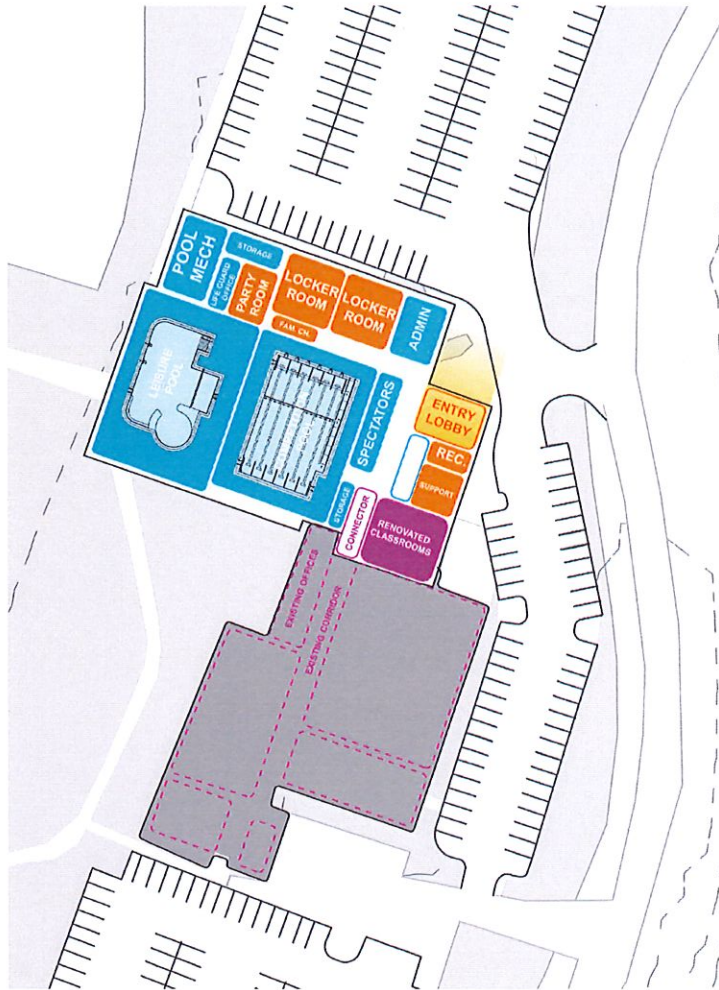 POOL
MECH
STORAGE
LIFE GUARD
OFFICE
PARTY
ROOM
LOCKER
ROOM
LOCKER
ROOM
ADMIN
FAM. CH.
LEISURE
POOL
SPECTATORS
ENTRY
LOBBY
REC.
SUPPORT
STORAGE
CONNECTOR
RENOVATED
CLASSROOMS
EXISTING OFFICES
EXISTING CORRIDOR